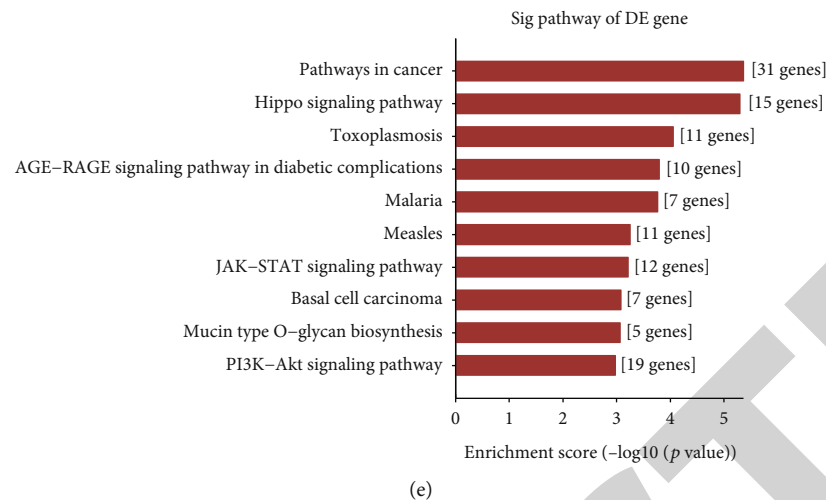 Sig pathway of DE gene
Pathways in cancer [31 genes]
Hippo signaling pathway [15 genes]
Toxoplasmosis [11 genes]
AGE−RAGE signaling pathway in diabetic complications [10 genes]
Malaria [7 genes]
Measles [11 genes]
JAK−STAT signaling pathway [12 genes]
Basal cell carcinoma [7 genes]
Mucin type O−glycan biosynthesis [5 genes]
PI3K−Akt signaling pathway [19 genes]
0 1 2 3 4 5
Enrichment score (−log10 (p value))
(e)